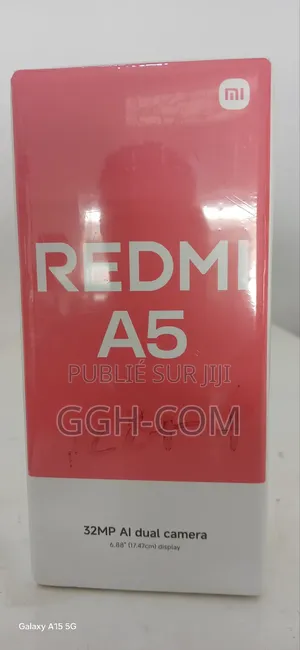 mi
REDMI
A5
PUBLIÉ SUR JIJI
GGH-COM
32MP AI dual camera
6.88" (17.47cm) display
Galaxy A15 5G